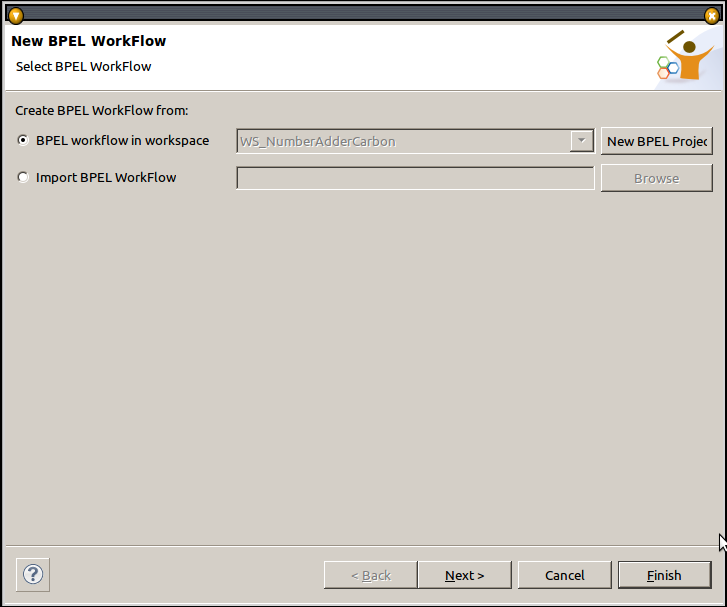 New BPEL WorkFlow
Select BPEL WorkFlow
Create BPEL WorkFlow from:
BPEL workflow in workspace WS_NumberAdderCarbon New BPEL Projec
Import BPEL WorkFlow Browse
? < Back Next > Cancel Finish